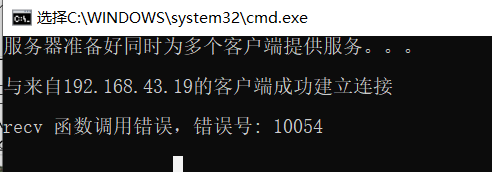 选择C:\WINDOWS\system32\cmd.exe
服务器准备好同时为多个客户端提供服务。。。
与来自192.168.43.19的客户端成功建立连接
recv 函数调用错误，错误号: 10054